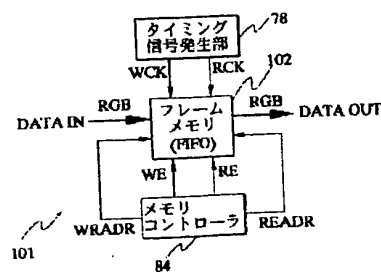 タイミング
信号発生部
78
WCK
RCK
102
RGB
RGB
DATA IN
フレーム
メモリ
(FIFO)
DATA OUT
WE
RE
101
WRADR
メモリ
コントローラ
READR
84